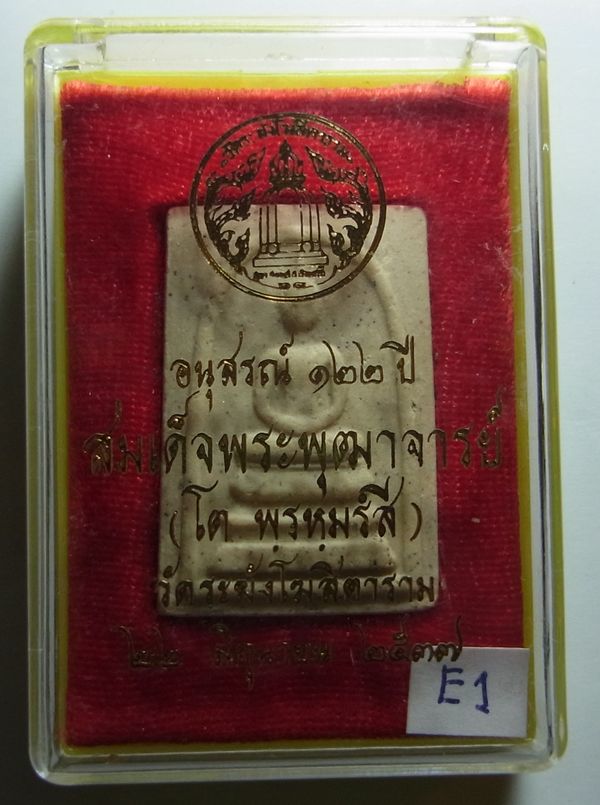 อนุสรณ์ ๑๒๒ ปี
สมเด็จพระพุฒาจารย์
(โต พฺรหฺมรํสี)
วัดระฆังโฆสิตาราม
๒๒ มิถุนายน ๒๕๓๗
E1